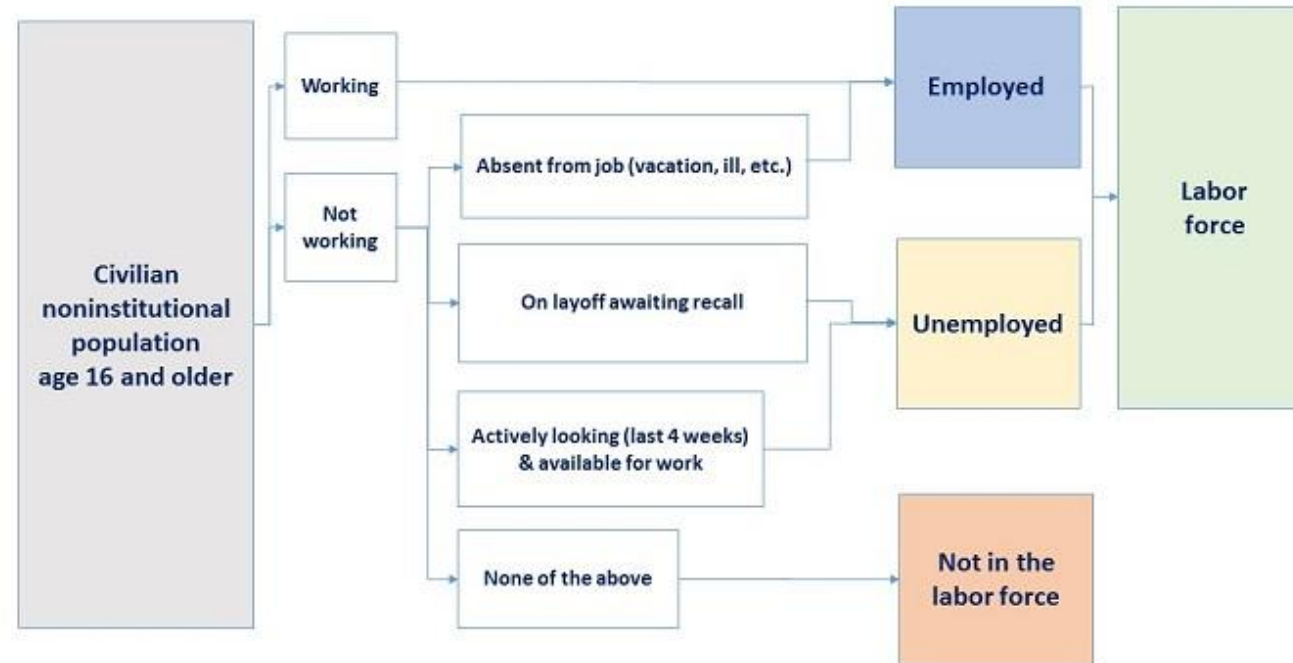 Civilian
noninstitutional
population
age 16 and older
Working
Not
working
Absent from job (vacation, ill, etc.)
On layoff awaiting recall
Actively looking (last 4 weeks)
& available for work
None of the above
Employed
Unemployed
Not in the
labor force
Labor
force